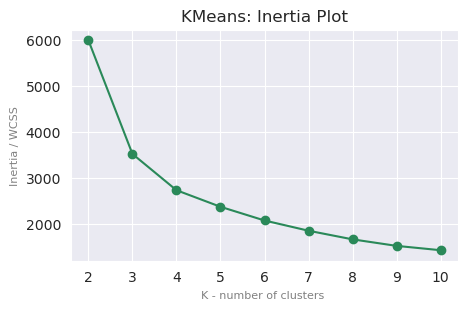 KMeans: Inertia Plot
6000
5000
4000
3000
2000
Inertia / WCSS
2 3 4 5 6 7 8 9 10
K - number of clusters